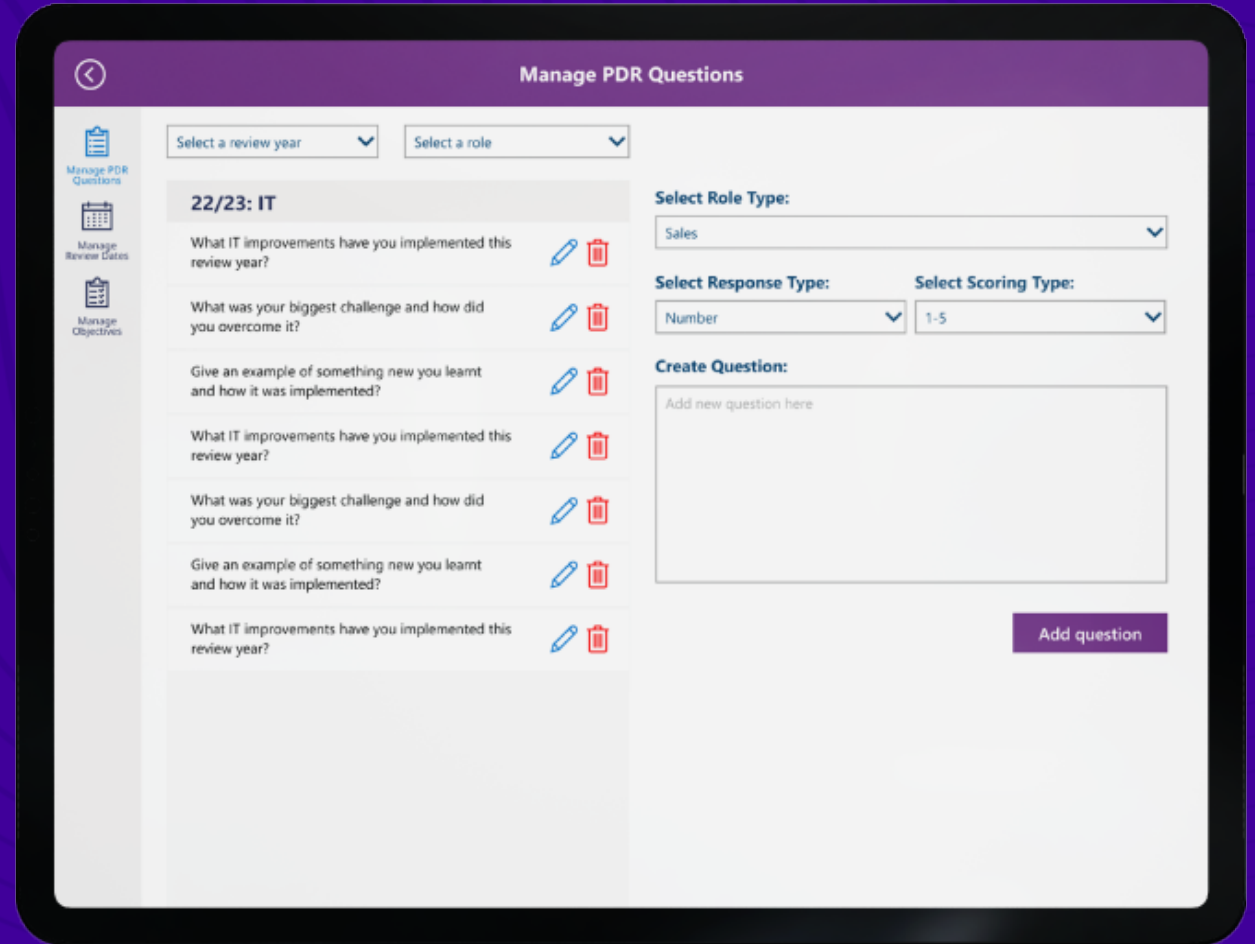 Manage PDR Questions
Manage PDR
Questions
Manage
Review Dates
Manage
Objectives
Select a review year
Select a role
22/23: IT
What IT improvements have you implemented this
review year?
What was your biggest challenge and how did
you overcome it?
Give an example of something new you learnt
and how it was implemented?
What IT improvements have you implemented this
review year?
What was your biggest challenge and how did
you overcome it?
Give an example of something new you learnt
and how it was implemented?
What IT improvements have you implemented this
review year?
Select Role Type:
Sales
Select Response Type:
Select Scoring Type:
Number
1-5
Create Question:
Add new question here
Add question